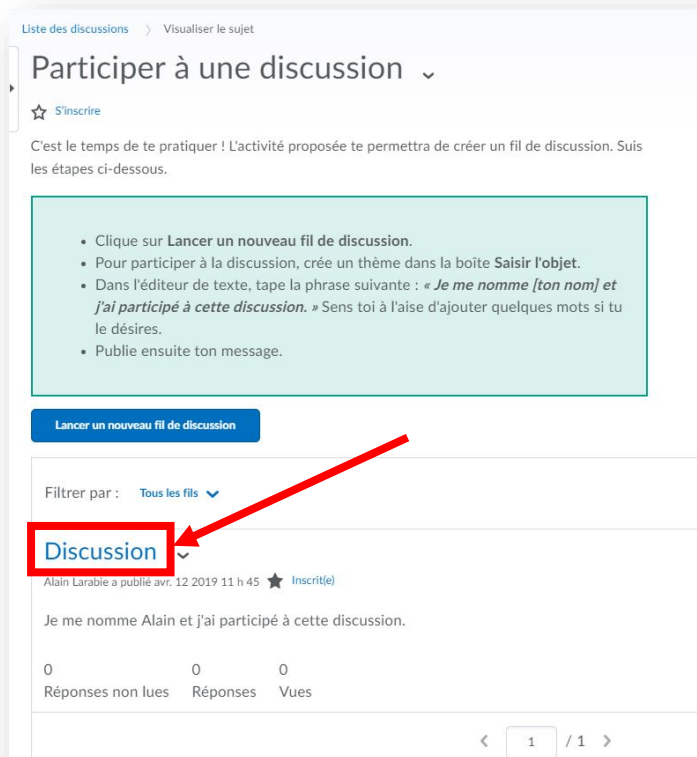 Liste des discussions > Visualiser le sujet
Participer à une discussion
S'inscrire
C'est le temps de te pratiquer ! L'activité proposée te permettra de créer un fil de discussion. Suis
les étapes ci-dessous.
• Clique sur Lancer un nouveau fil de discussion.
• Pour participer à la discussion, crée un thème dans la boîte Saisir l'objet.
• Dans l'éditeur de texte, tape la phrase suivante : « Je me nomme [ton nom] et
j'ai participé à cette discussion. » Sens toi à l'aise d'ajouter quelques mots si tu
le désires.
• Publie ensuite ton message.
Lancer un nouveau fil de discussion
Filtrer par : Tous les fils
Discussion
Alain Larabie a publié avr. 12 2019 11 h 45 Inscrit(e)
Je me nomme Alain et j'ai participé à cette discussion.
0 0 0
Réponses non lues Réponses Vues
< 1 / 1 >